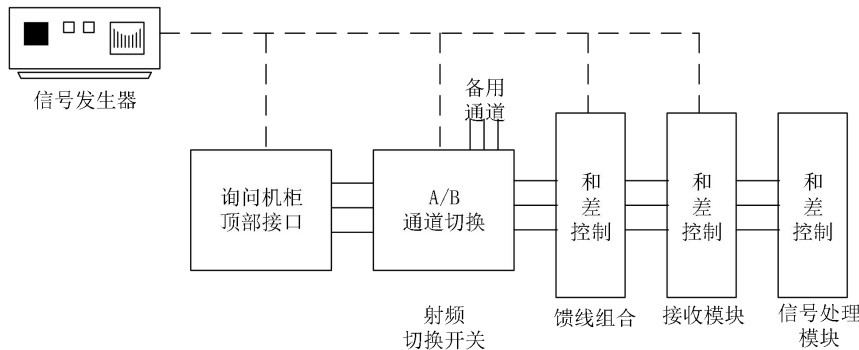 信号发生器
备用
通道
询问机柜
顶部接口
A/B
通道切换
和
差
控制
和
差
控制
和
差
控制
射频
切换开关
馈线组合
接收模块
信号处理
模块